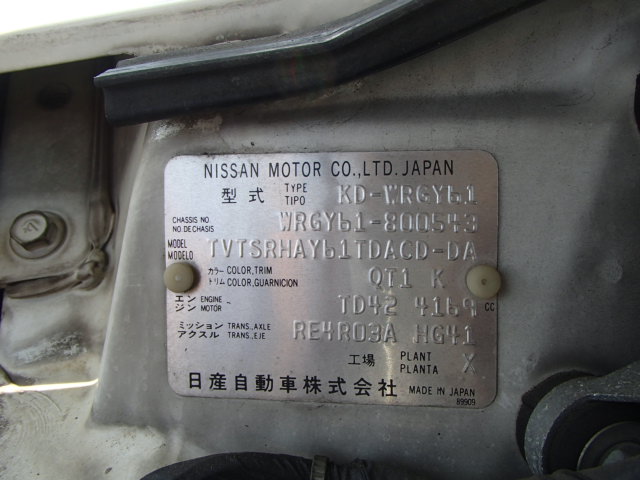 NISSAN MOTOR CO.,LTD. JAPAN
型式 TYPE TIPO KD-WRGY61
CHASSIS NO. NO. DE CHASIS WRGY61-800543
MODEL MODELO TVTSRHAY61TDACD-DA
カラー COLOR,TRIM
トリム COLOR,GUARNICION QT1 K
エンジン ENGINE MOTOR TD42 4169 CC
ミッション TRANS.,AXLE
アクスル TRANS.,EJE RE4R03A HG41
工場 PLANT PLANTA X
日産自動車株式会社 MADE IN JAPAN
89909